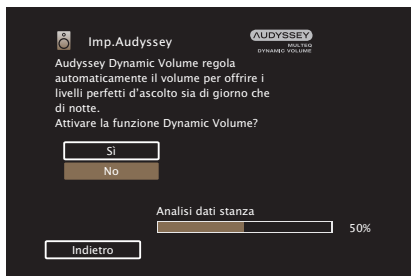 Imp.Audyssey
AUDYSSEY
MULTEQ
DYNAMIC VOLUME
Audyssey Dynamic Volume regola
automaticamente il volume per offrire i
livelli perfetti d'ascolto sia di giorno che
di notte.
Attivare la funzione Dynamic Volume?
Sì
No
Analisi dati stanza
50%
Indietro